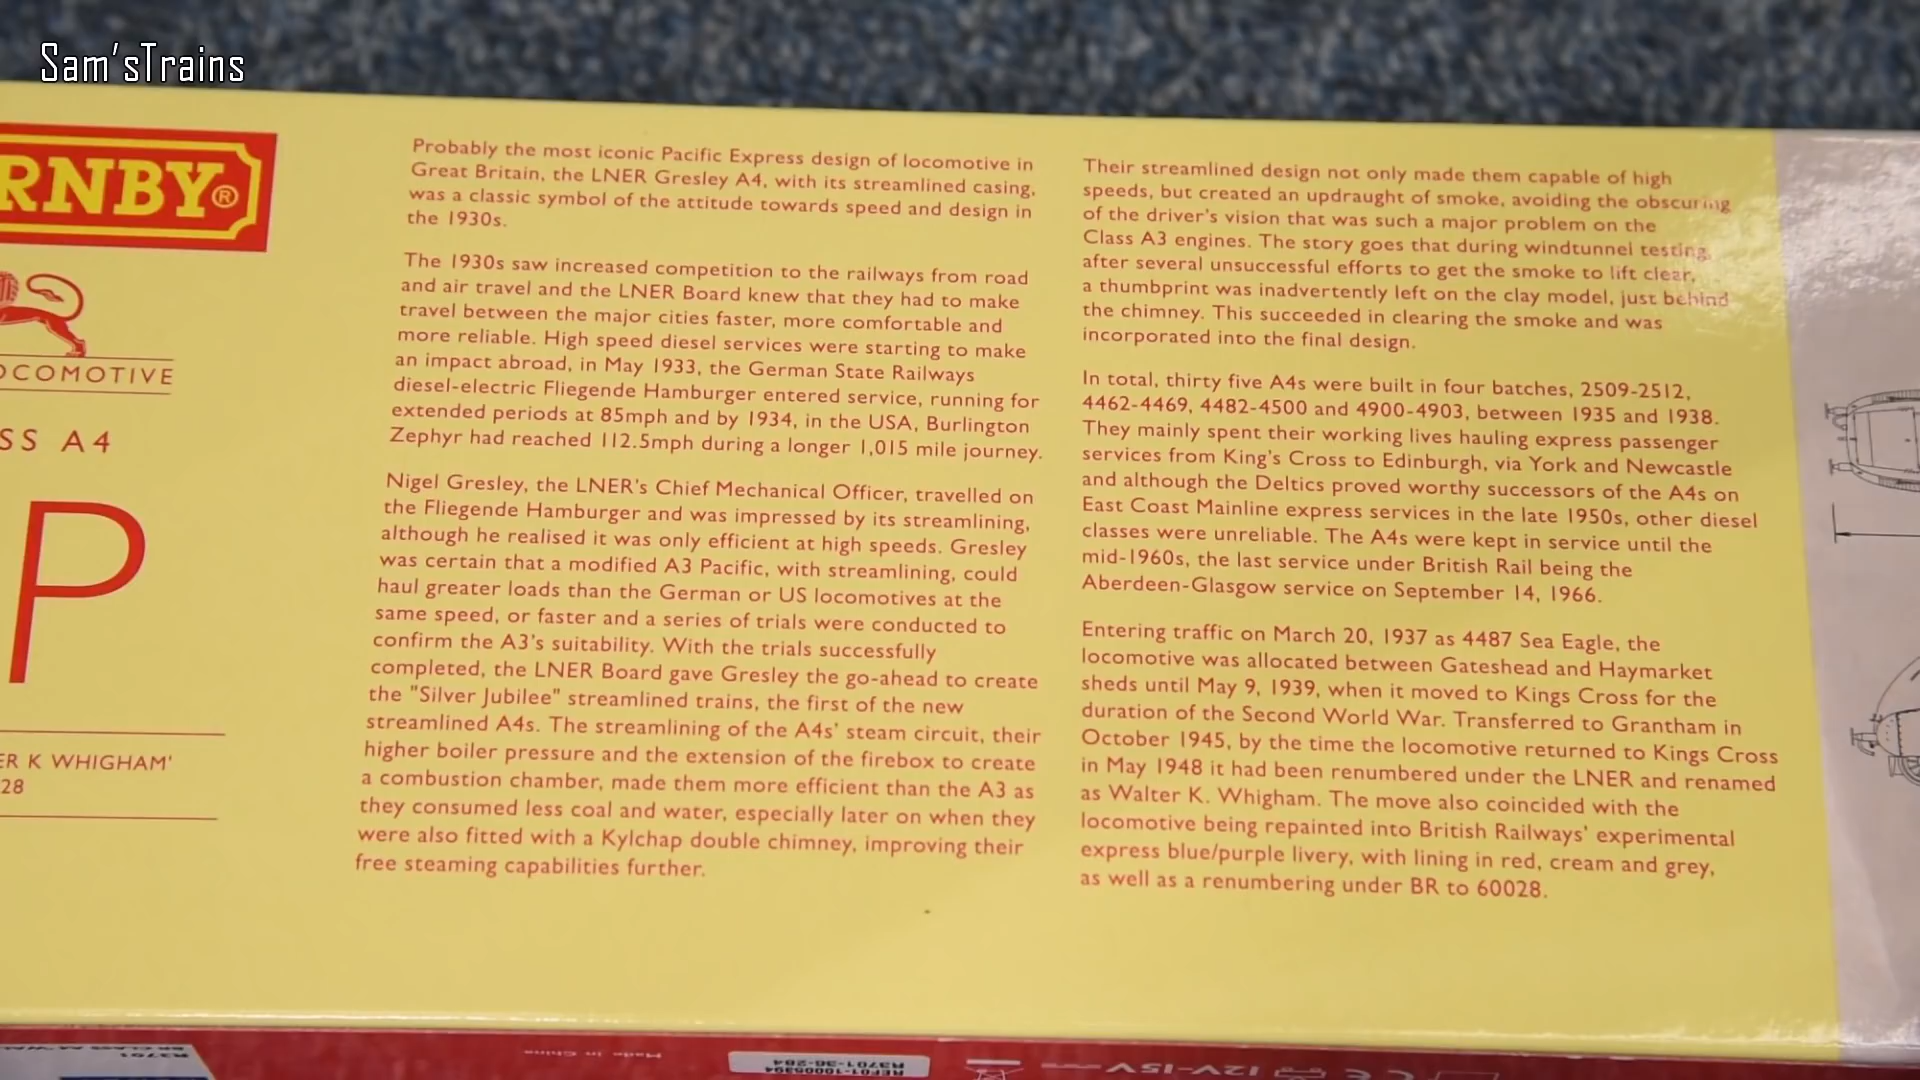 Sam'sTrains
RNBY®
OCOMOTIVE
SS A4
P
ER K WHIGHAM'
28
Probably the most iconic Pacific Express design of locomotive in
Great Britain, the LNER Gresley A4, with its streamlined casing,
was a classic symbol of the attitude towards speed and design in
the 1930s.
The 1930s saw increased competition to the railways from road
and air travel and the LNER Board knew that they had to make
travel between the major cities faster, more comfortable and
more reliable. High speed diesel services were starting to make
an impact abroad, in May 1933, the German State Railways
diesel-electric Fliegende Hamburger entered service, running for
extended periods at 85mph and by 1934, in the USA, Burlington
Zephyr had reached 112.5mph during a longer 1,015 mile journey.
Nigel Gresley, the LNER's Chief Mechanical Officer, travelled on
the Fliegende Hamburger and was impressed by its streamlining,
although he realised it was only efficient at high speeds. Gresley
was certain that a modified A3 Pacific, with streamlining, could
haul greater loads than the German or US locomotives at the
same speed, or faster and a series of trials were conducted to
confirm the A3's suitability. With the trials successfully
completed, the LNER Board gave Gresley the go-ahead to create
the "Silver Jubilee" streamlined trains, the first of the new
streamlined A4s. The streamlining of the A4s' steam circuit, their
higher boiler pressure and the extension of the firebox to create
a combustion chamber, made them more efficient than the A3 as
they consumed less coal and water, especially later on when they
were also fitted with a Kylchap double chimney, improving their
free steaming capabilities further.
Their streamlined design not only made them capable of high
speeds, but created an updraught of smoke, avoiding the obscuring
of the driver's vision that was such a major problem on the
Class A3 engines. The story goes that during windtunnel testing,
after several unsuccessful efforts to get the smoke to lift clear,
a thumbprint was inadvertently left on the clay model, just behind
the chimney. This succeeded in clearing the smoke and was
incorporated into the final design.
In total, thirty five A4s were built in four batches, 2509-2512,
4462-4469, 4482-4500 and 4900-4903, between 1935 and 1938.
They mainly spent their working lives hauling express passenger
services from King's Cross to Edinburgh, via York and Newcastle
and although the Deltics proved worthy successors of the A4s on
East Coast Mainline express services in the late 1950s, other diesel
classes were unreliable. The A4s were kept in service until the
mid-1960s, the last service under British Rail being the
Aberdeen-Glasgow service on September 14, 1966.
Entering traffic on March 20, 1937 as 4487 Sea Eagle, the
locomotive was allocated between Gateshead and Haymarket
sheds until May 9, 1939, when it moved to Kings Cross for the
duration of the Second World War. Transferred to Grantham in
October 1945, by the time the locomotive returned to Kings Cross
in May 1948 it had been renumbered under the LNER and renamed
as Walter K. Whigham. The move also coincided with the
locomotive being repainted into British Railways' experimental
express blue/purple livery, with lining in red, cream and grey,
as well as a renumbering under BR to 60028.
R3701
Made in China
12V-15V